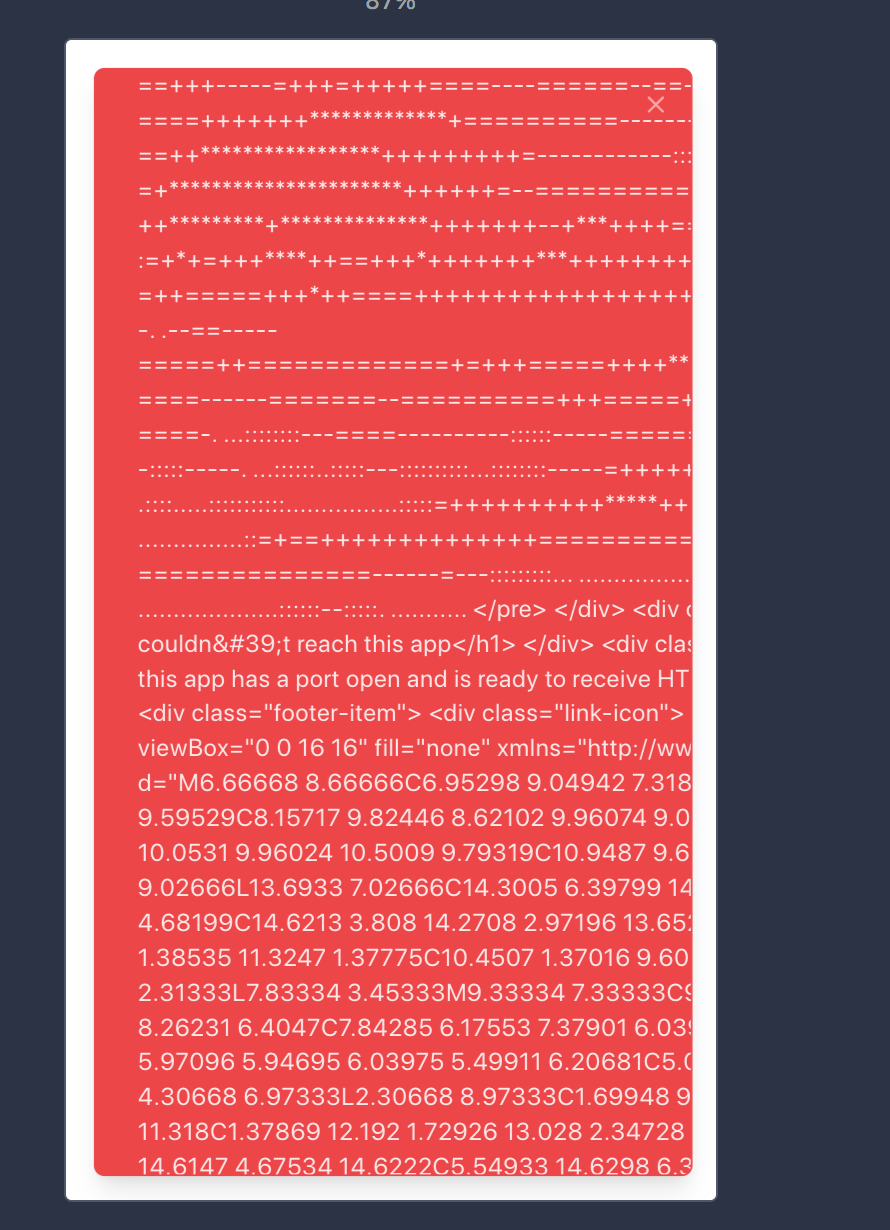 87%
==+++-----=+++=+++++====----======--==-
====+++++++*************+==========------
==++*****************+++++++++=------------:::
=+**********************++++++=--==========
++*********+**************+++++++--+***++++==
:=+*+=+++****++==+++*+++++++***++++++++
=++=====+++*++====++++++++++++++++++
-. .--==-----
=====++=============+=+++=====++++**
====------=======--==========+++=====+
====-. ...::::::::---====----------::::::-----======
-:::::-----. ...::::::..:::::---::::::::::...::::::::-----=+++++
.::::.....:::::::::::................:::::=++++++++++*****++
...............::=+==++++++++++++++==========
===============------=---:::::::::... ................
....................::::::--:::::. ........... </pre> </div> <div c
couldn&#39;t reach this app</h1> </div> <div clas
this app has a port open and is ready to receive HT
<div class="footer-item"> <div class="link-icon">
viewBox="0 0 16 16" fill="none" xmlns="http://ww
d="M6.66668 8.66666C6.95298 9.04942 7.318
9.59529C8.15717 9.82446 8.62102 9.96074 9.0
10.0531 9.96024 10.5009 9.79319C10.9487 9.6
9.02666L13.6933 7.02666C14.3005 6.39799 14
4.68199C14.6213 3.808 14.2708 2.97196 13.652
1.38535 11.3247 1.37775C10.4507 1.37016 9.60
2.31333L7.83334 3.45333M9.33334 7.33333C9
8.26231 6.4047C7.84285 6.17553 7.37901 6.039
5.97096 5.94695 6.03975 5.49911 6.20681C5.0
4.30668 6.97333L2.30668 8.97333C1.69948 9
11.318C1.37869 12.192 1.72926 13.028 2.34728
14.6147 4.67534 14.6222C5.54933 14.6298 6.3